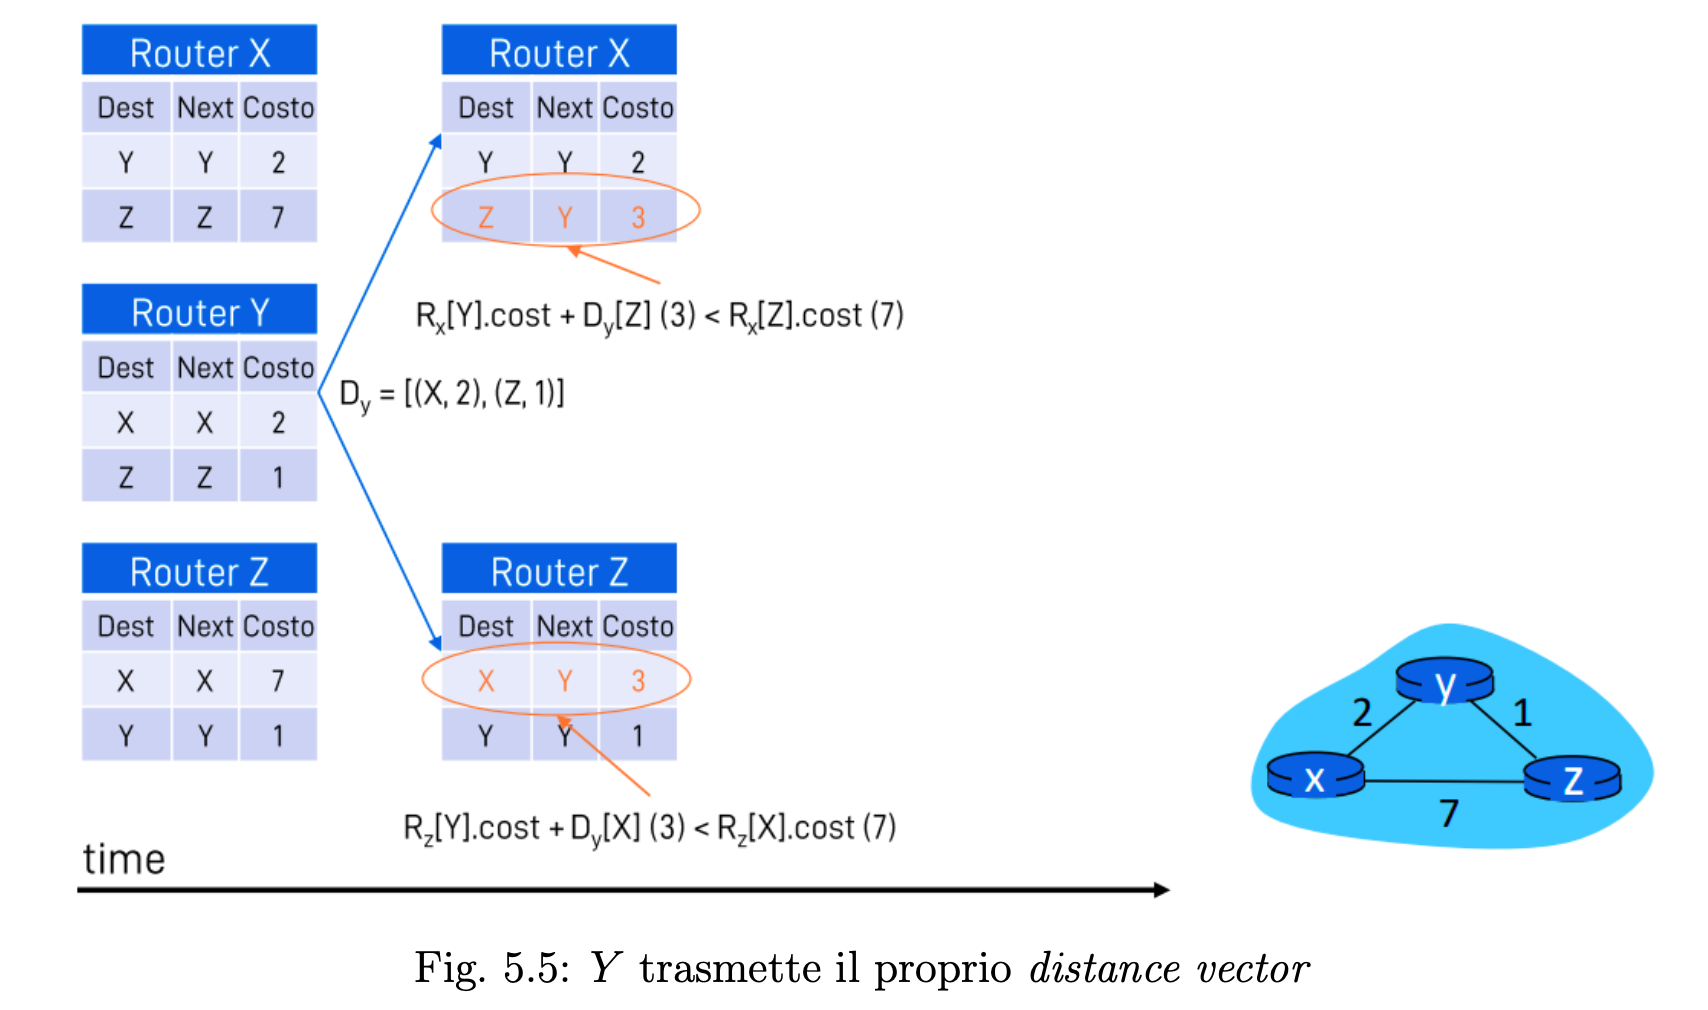 Router X
Dest Next Costo
Y Y 2
Z Z 7
Router X
Dest Next Costo
Y Y 2
Z Y 3
R_x[Y].cost + D_y[Z] (3) < R_x[Z].cost (7)
Router Y
Dest Next Costo
X X 2
Z Z 1
D_y = [(X, 2), (Z, 1)]
Router Z
Dest Next Costo
X X 7
Y Y 1
Router Z
Dest Next Costo
X Y 3
Y Y 1
R_z[Y].cost + D_y[X] (3) < R_z[X].cost (7)
time
y
2 1
x z
7
Fig. 5.5: Y trasmette il proprio distance vector